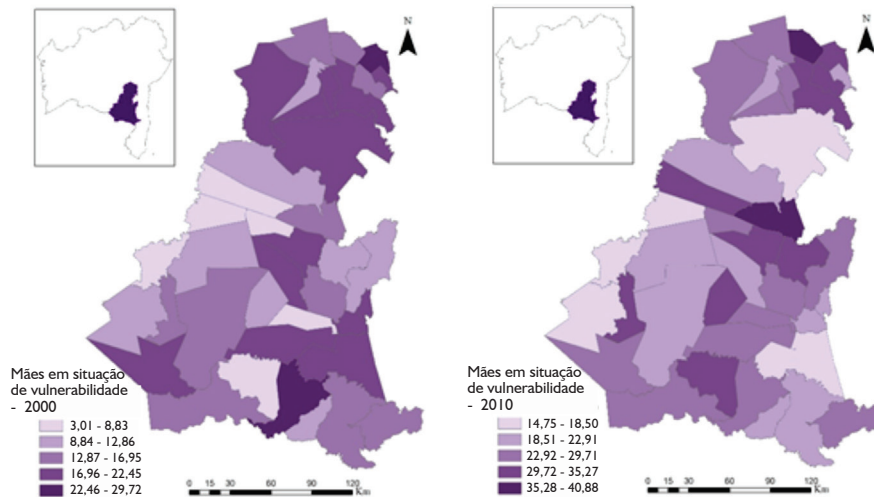 N
Mães em situação
de vulnerabilidade
- 2000
3,01 - 8,83
8,84 - 12,86
12,87 - 16,95
16,96 - 22,45
22,46 - 29,72
0 15 30 60 90 120
Km
N
Mães em situação
de vulnerabilidade
- 2010
14,75 - 18,50
18,51 - 22,91
22,92 - 29,71
29,72 - 35,27
35,28 - 40,88
0 15 30 60 90 120
Km